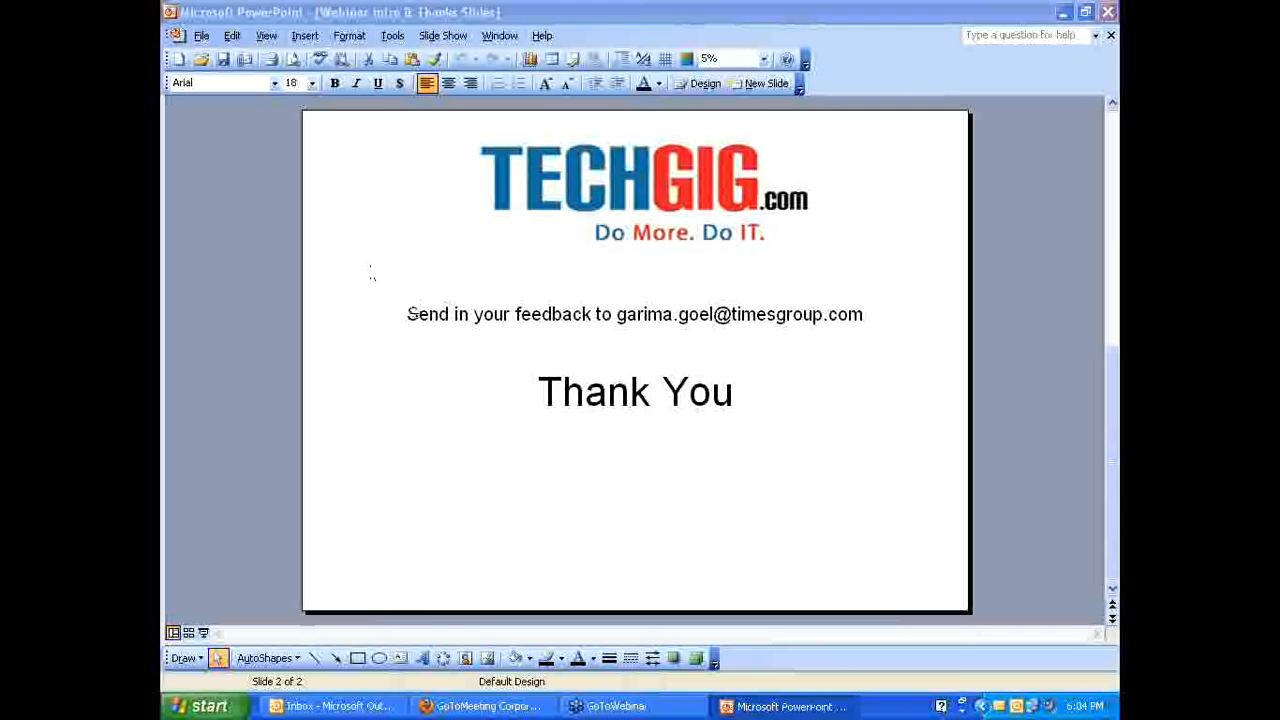 Microsoft PowerPoint - [Webinar Intro & Thanks Slides]
File Edit View Insert Format Tools Slide Show Window Help
Type a question for help
5%
Arial 18 B I U S A Design New Slide
TECHGIG.com
Do More. Do IT.
Send in your feedback to garima.goel@timesgroup.com
Thank You
Draw AutoShapes A
Slide 2 of 2 Default Design
start Inbox - Microsoft Out... GoToMeeting Corpor... GoToWebinar Microsoft PowerPoint ... 6:04 PM